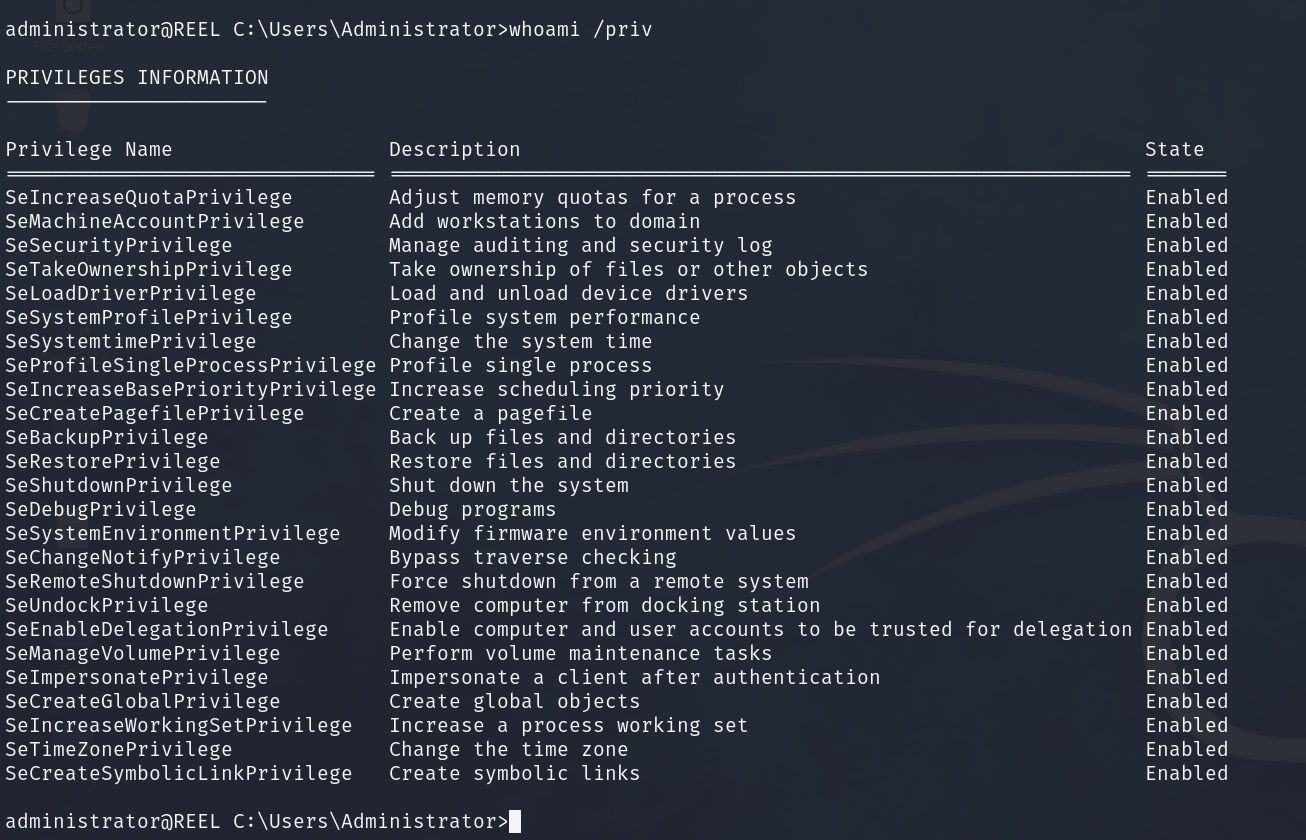 administrator@REEL C:\Users\Administrator>whoami /priv
PRIVILEGES INFORMATION
Privilege Name Description State
SeIncreaseQuotaPrivilege Adjust memory quotas for a process Enabled
SeMachineAccountPrivilege Add workstations to domain Enabled
SeSecurityPrivilege Manage auditing and security log Enabled
SeTakeOwnershipPrivilege Take ownership of files or other objects Enabled
SeLoadDriverPrivilege Load and unload device drivers Enabled
SeSystemProfilePrivilege Profile system performance Enabled
SeSystemtimePrivilege Change the system time Enabled
SeProfileSingleProcessPrivilege Profile single process Enabled
SeIncreaseBasePriorityPrivilege Increase scheduling priority Enabled
SeCreatePagefilePrivilege Create a pagefile Enabled
SeBackupPrivilege Back up files and directories Enabled
SeRestorePrivilege Restore files and directories Enabled
SeShutdownPrivilege Shut down the system Enabled
SeDebugPrivilege Debug programs Enabled
SeSystemEnvironmentPrivilege Modify firmware environment values Enabled
SeChangeNotifyPrivilege Bypass traverse checking Enabled
SeRemoteShutdownPrivilege Force shutdown from a remote system Enabled
SeUndockPrivilege Remove computer from docking station Enabled
SeEnableDelegationPrivilege Enable computer and user accounts to be trusted for delegation Enabled
SeManageVolumePrivilege Perform volume maintenance tasks Enabled
SeImpersonatePrivilege Impersonate a client after authentication Enabled
SeCreateGlobalPrivilege Create global objects Enabled
SeIncreaseWorkingSetPrivilege Increase a process working set Enabled
SeTimeZonePrivilege Change the time zone Enabled
SeCreateSymbolicLinkPrivilege Create symbolic links Enabled
administrator@REEL C:\Users\Administrator>